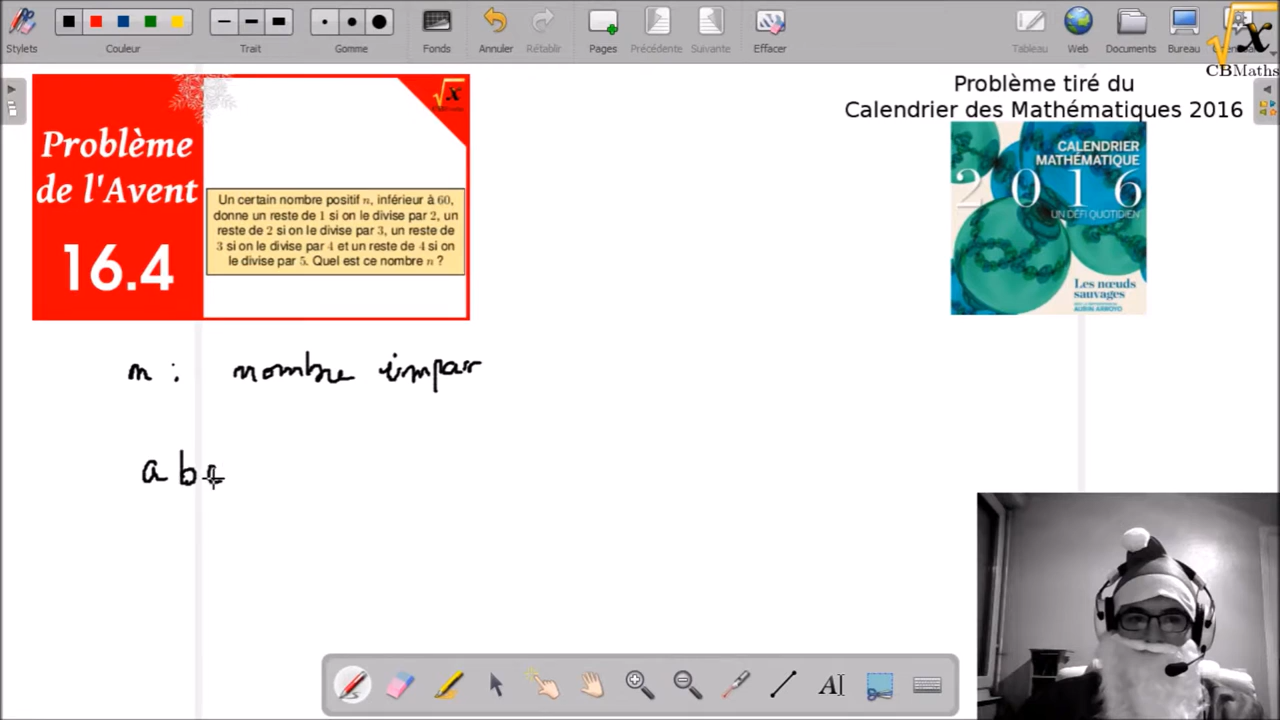 Stylets
Couleur
Trait
Gomme
Fonds
Annuler
Rétablir
Pages
Précédente
Suivante
Effacer
Tableau
Web
Documents
Bureau
CBMaths
Problème
de l'Avent
16.4
Un certain nombre positif n, inférieur à 60,
donne un reste de 1 si on le divise par 2, un
reste de 2 si on le divise par 3, un reste de
3 si on le divise par 4 et un reste de 4 si on
le divise par 5. Quel est ce nombre n ?
Problème tiré du
Calendrier des Mathématiques 2016
CALENDRIER
MATHÉMATIQUE
2016
UN DÉFI QUOTIDIEN
Les nœuds
sauvages
n : nombre impar
a b